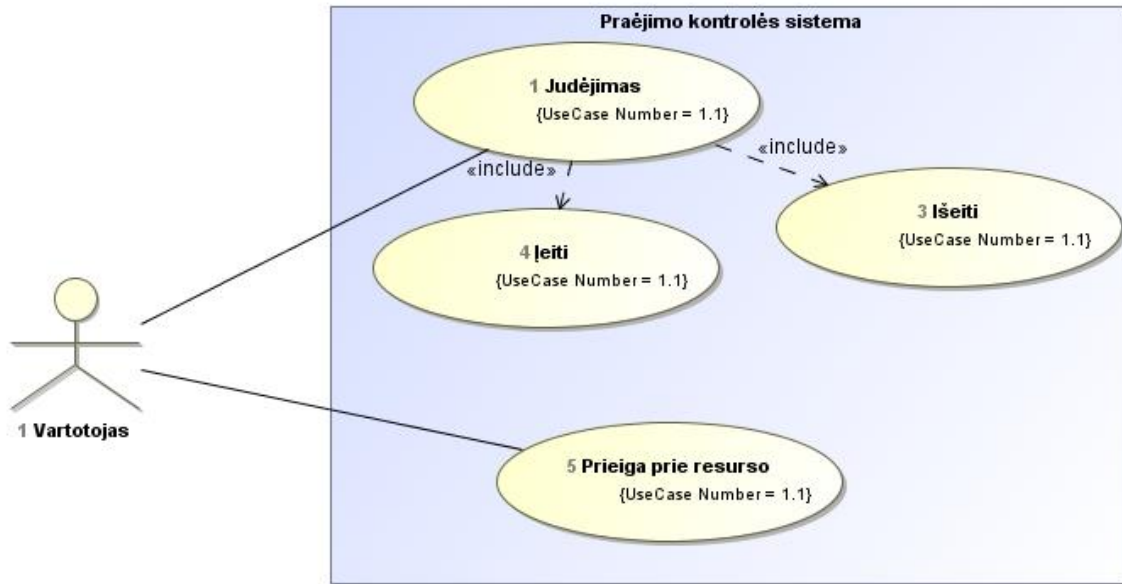 Praėjimo kontrolės sistema
1 Judėjimas
{UseCase Number = 1.1}
«include»
«include»
3 Išeiti
{UseCase Number = 1.1}
4 Įeiti
{UseCase Number = 1.1}
1 Vartotojas
5 Prieiga prie resurso
{UseCase Number = 1.1}